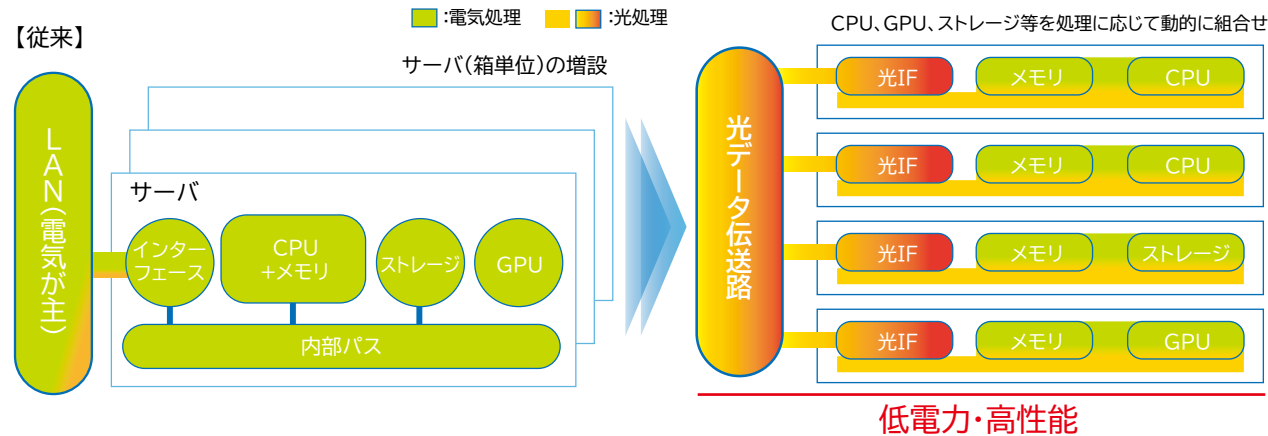 :電気処理
:光処理
【従来】
サーバ(箱単位)の増設
LAN(電気が主)
サーバ
インター
フェース
CPU
+メモリ
ストレージ
GPU
内部パス
CPU、GPU、ストレージ等を処理に応じて動的に組合せ
光データ伝送路
光IF
メモリ
CPU
光IF
メモリ
CPU
光IF
メモリ
ストレージ
光IF
メモリ
GPU
低電力・高性能